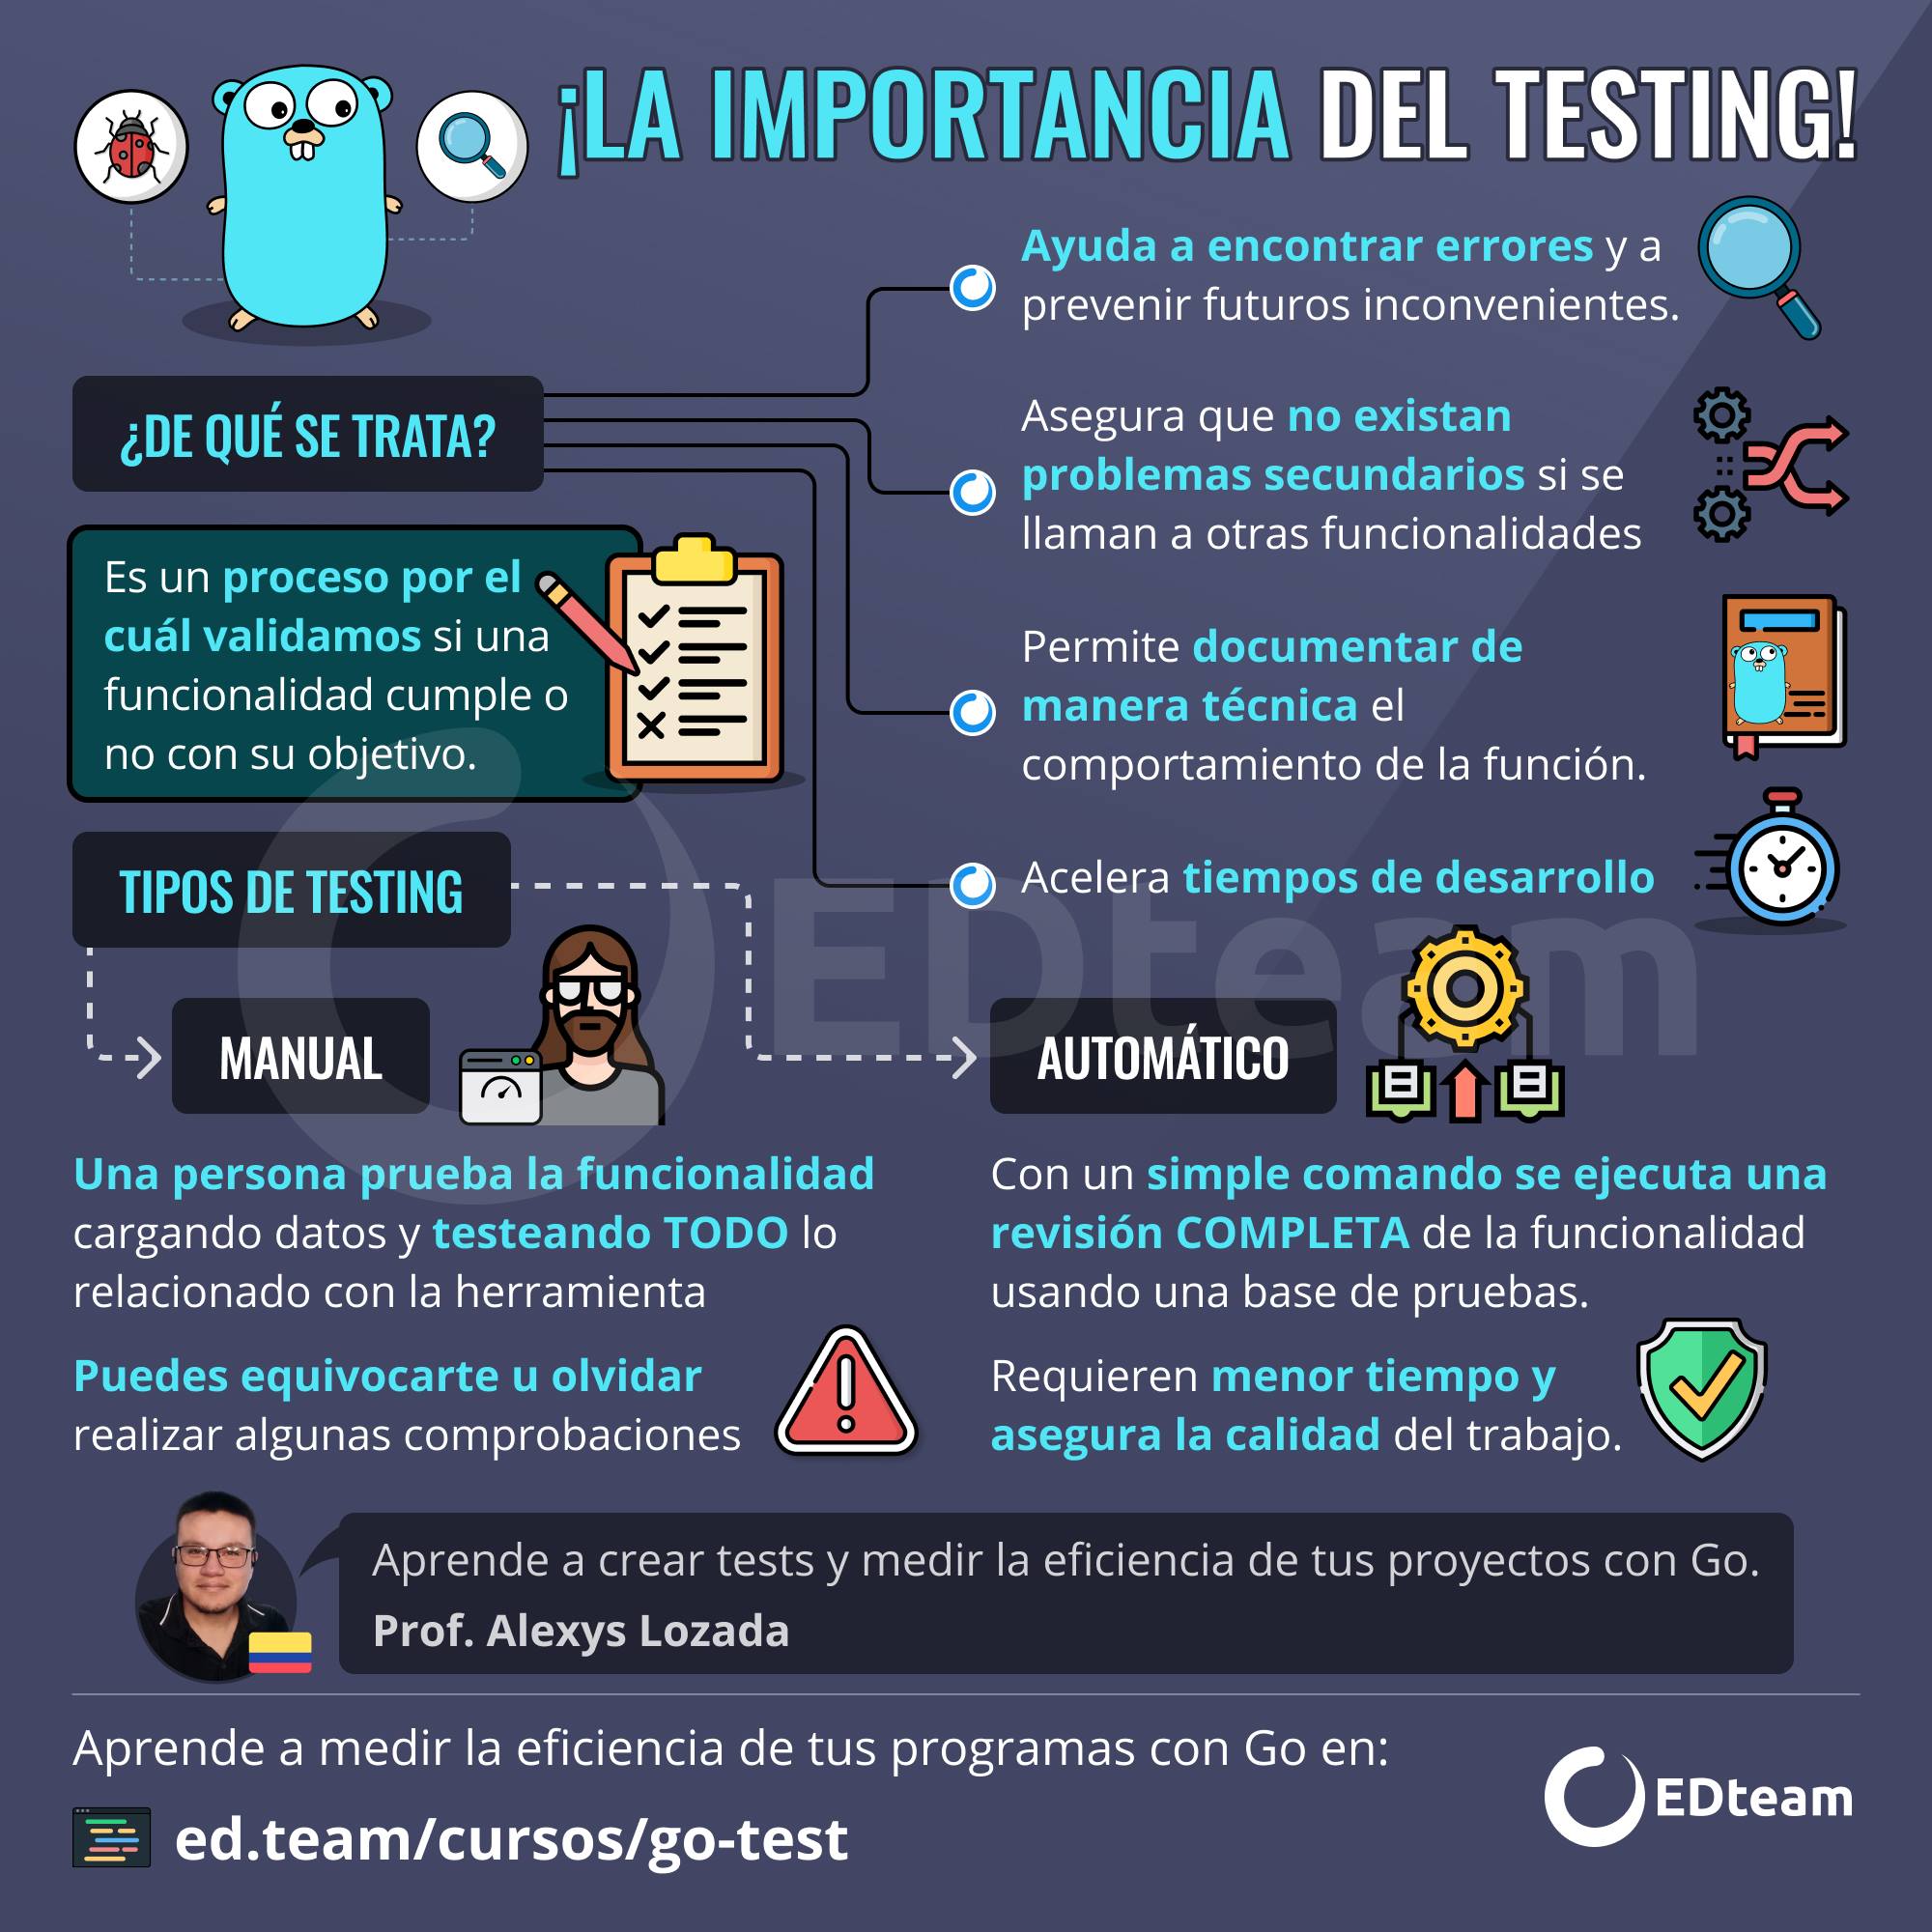 ¡LA IMPORTANCIA DEL TESTING!
¿DE QUÉ SE TRATA?
Es un proceso por el
cuál validamos si una
funcionalidad cumple o
no con su objetivo.
Ayuda a encontrar errores y a
prevenir futuros inconvenientes.
Asegura que no existan
problemas secundarios si se
llaman a otras funcionalidades
Permite documentar de
manera técnica el
comportamiento de la función.
Acelera tiempos de desarrollo
TIPOS DE TESTING
MANUAL
Una persona prueba la funcionalidad
cargando datos y testeando TODO lo
relacionado con la herramienta
Puedes equivocarte u olvidar
realizar algunas comprobaciones
AUTOMÁTICO
Con un simple comando se ejecuta una
revisión COMPLETA de la funcionalidad
usando una base de pruebas.
Requieren menor tiempo y
asegura la calidad del trabajo.
EDteam
Aprende a crear tests y medir la eficiencia de tus proyectos con Go.
Prof. Alexys Lozada
Aprende a medir la eficiencia de tus programas con Go en:
ed.team/cursos/go-test
EDteam